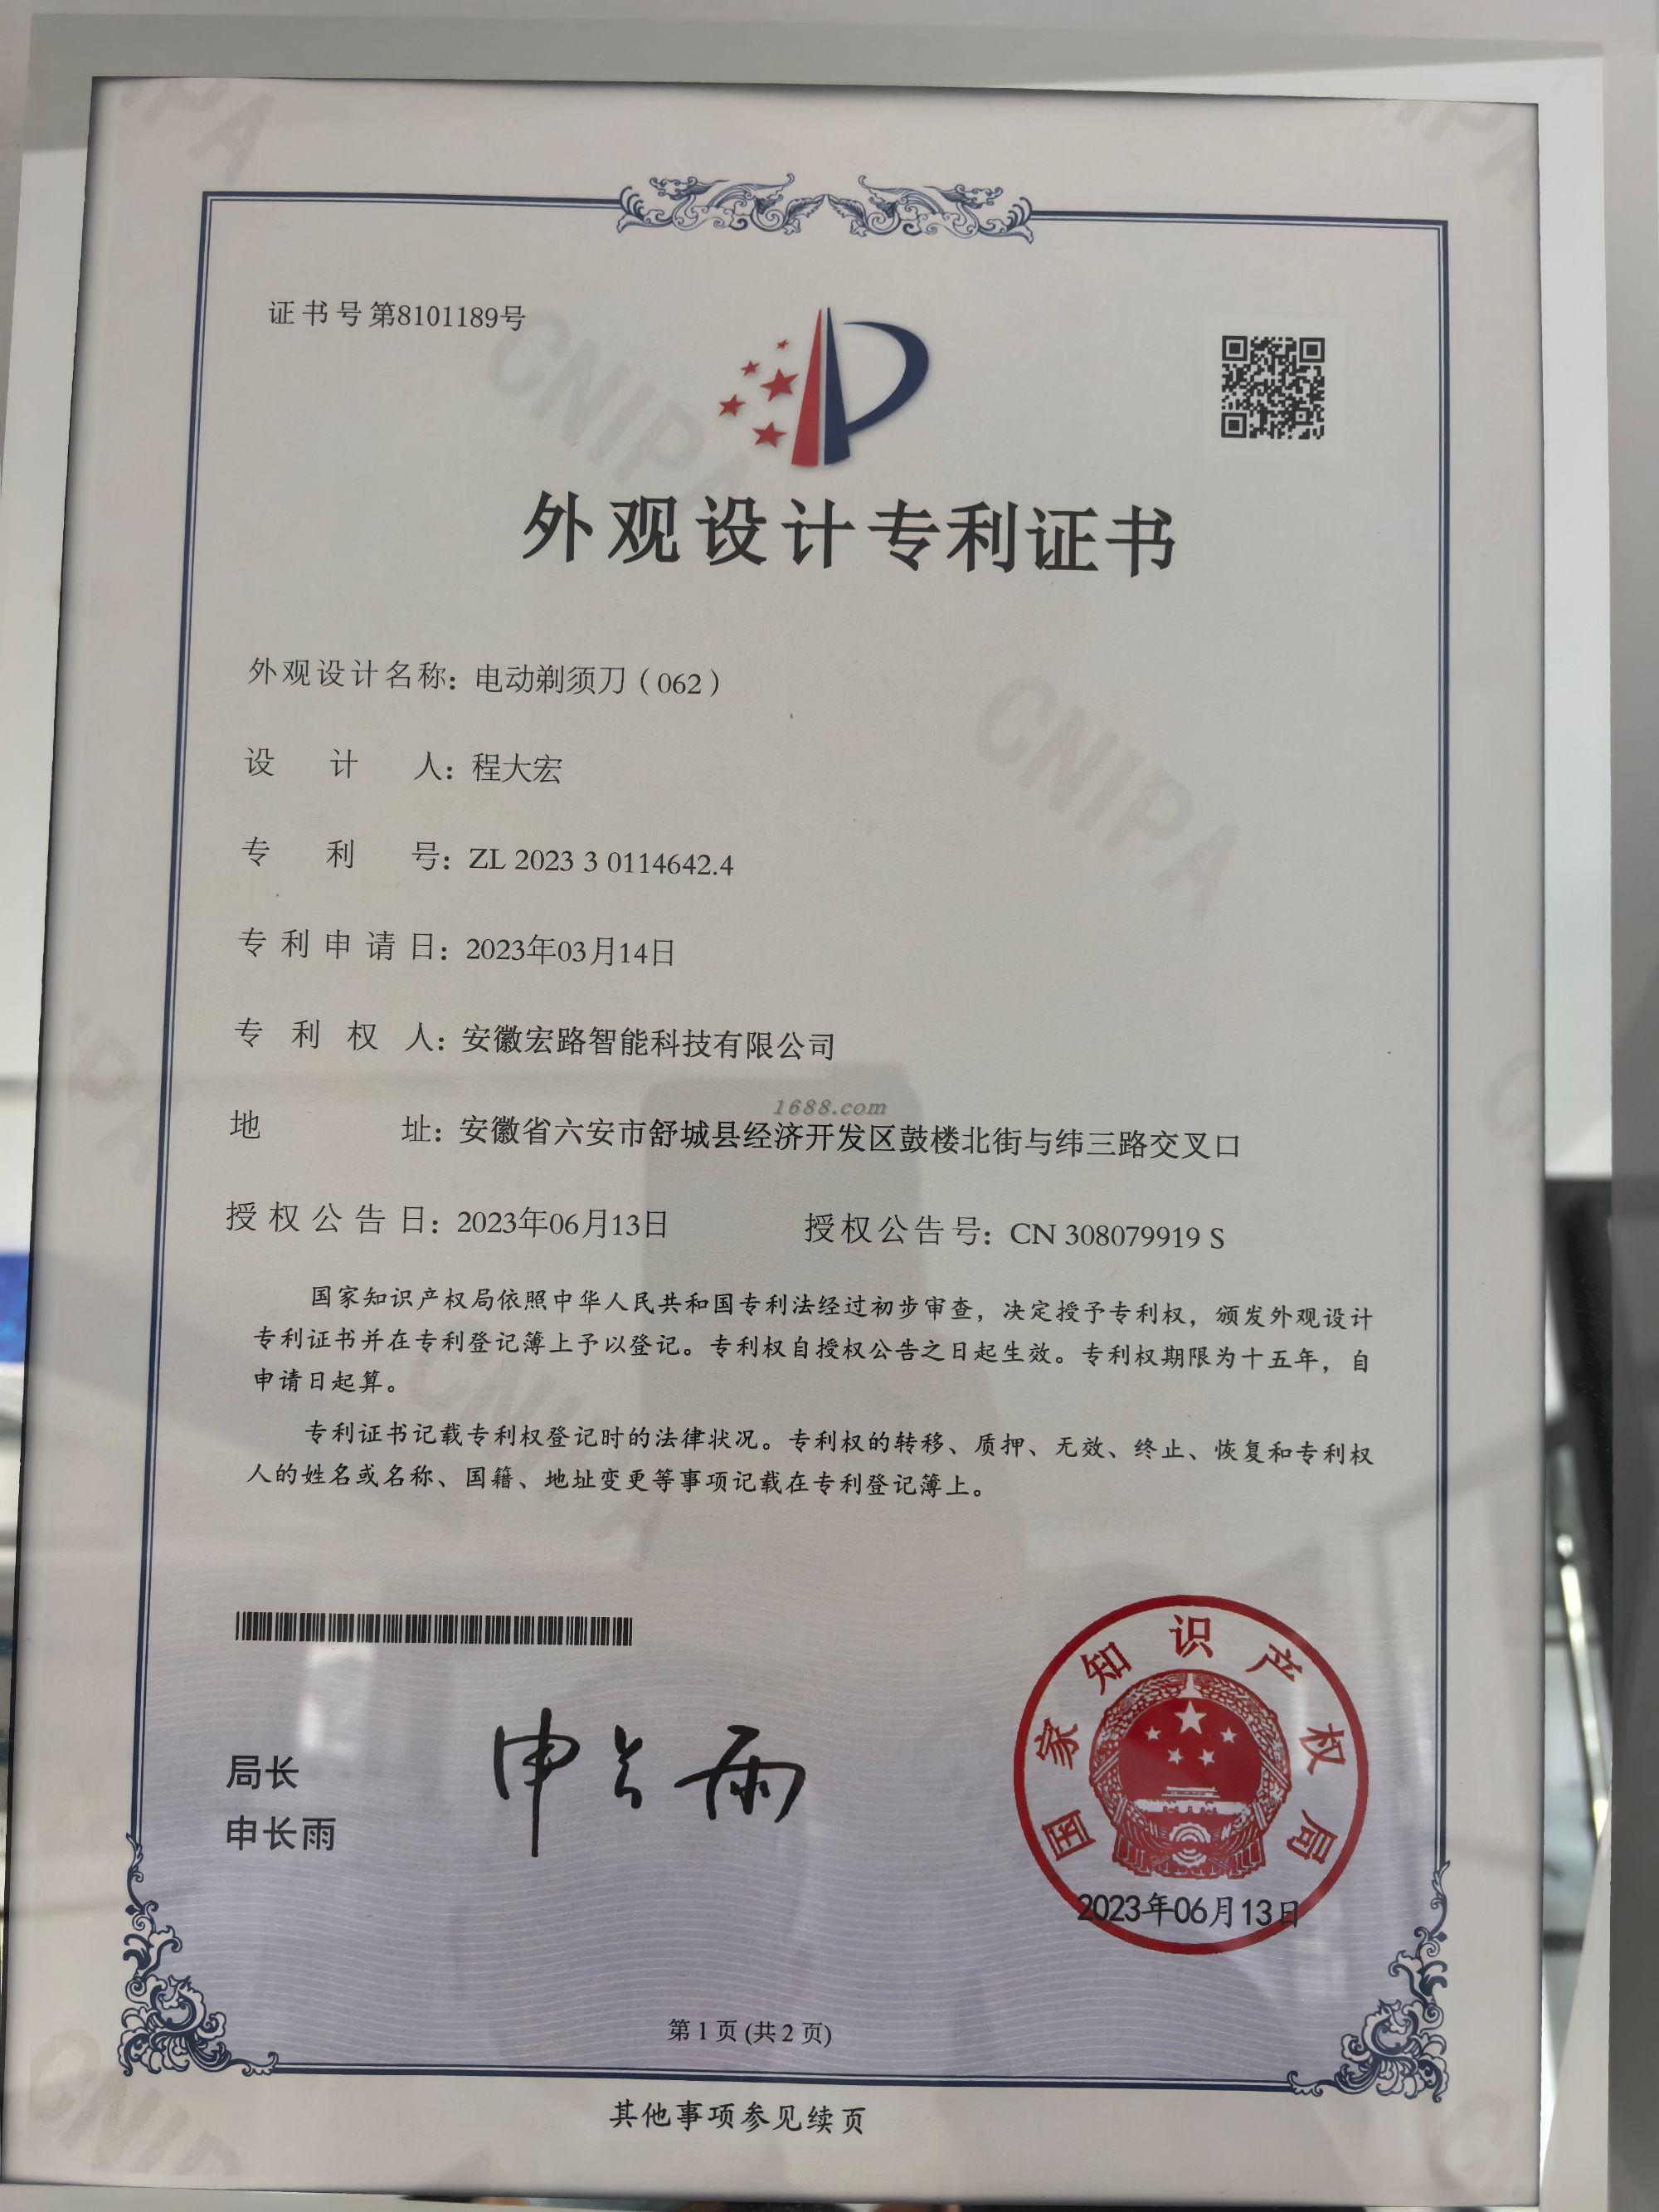 证书号第8101189号
外观设计专利证书
外观设计名称：电动剃须刀（062）
设计人：程大宏
专利号：ZL 2023 3 0114642.4
专利申请日：2023年03月14日
专利权人：安徽宏路智能科技有限公司
1688.com
地址：安徽省六安市舒城县经济开发区鼓楼北街与纬三路交叉口
授权公告日：2023年06月13日 授权公告号：CN 308079919 S
国家知识产权局依照中华人民共和国专利法经过初步审查，决定授予专利权，颁发外观设计
专利证书并在专利登记簿上予以登记。专利权自授权公告之日起生效。专利权期限为十五年，自
申请日起算。
专利证书记载专利权登记时的法律状况。专利权的转移、质押、无效、终止、恢复和专利权
人的姓名或名称、国籍、地址变更等事项记载在专利登记簿上。
局长
申长雨
申长雨
国家知识产权局
2023年06月13日
第 1 页 (共 2 页)
其他事项参见续页
CNIPA
CNIPA
CNIPA
CNIPA